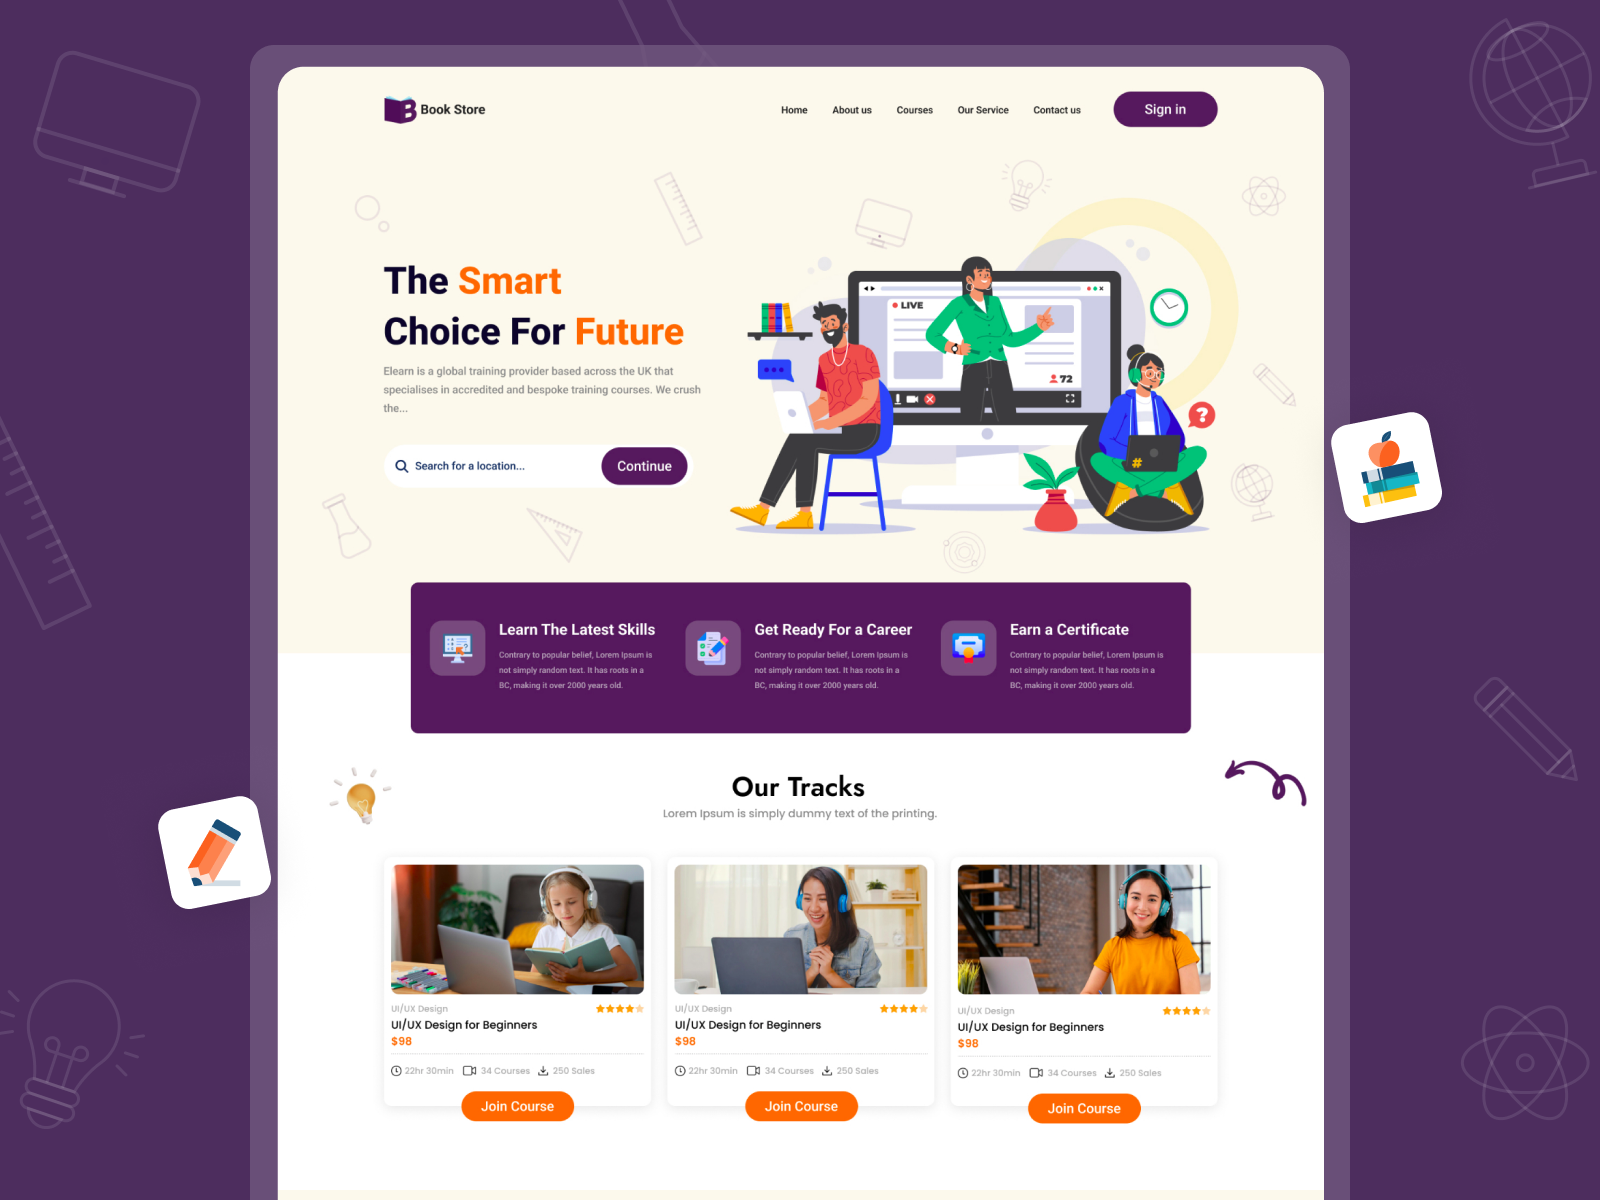 Book Store
Home About us Courses Our Service Contact us Sign in
The Smart
Choice For Future
Elearn is a global training provider based across the UK that
specialises in accredited and bespoke training courses. We crush
the...
Search for a location... Continue
LIVE
72
?
#
Learn The Latest Skills
Contrary to popular belief, Lorem Ipsum is
not simply random text. It has roots in a
BC, making it over 2000 years old.
Get Ready For a Career
Contrary to popular belief, Lorem Ipsum is
not simply random text. It has roots in a
BC, making it over 2000 years old.
Earn a Certificate
Contrary to popular belief, Lorem Ipsum is
not simply random text. It has roots in a
BC, making it over 2000 years old.
Our Tracks
Lorem Ipsum is simply dummy text of the printing.
UI/UX Design
UI/UX Design for Beginners
$98
22hr 30min 34 Courses 250 Sales
Join Course
UI/UX Design
UI/UX Design for Beginners
$98
22hr 30min 34 Courses 250 Sales
Join Course
UI/UX Design
UI/UX Design for Beginners
$98
22hr 30min 34 Courses 250 Sales
Join Course